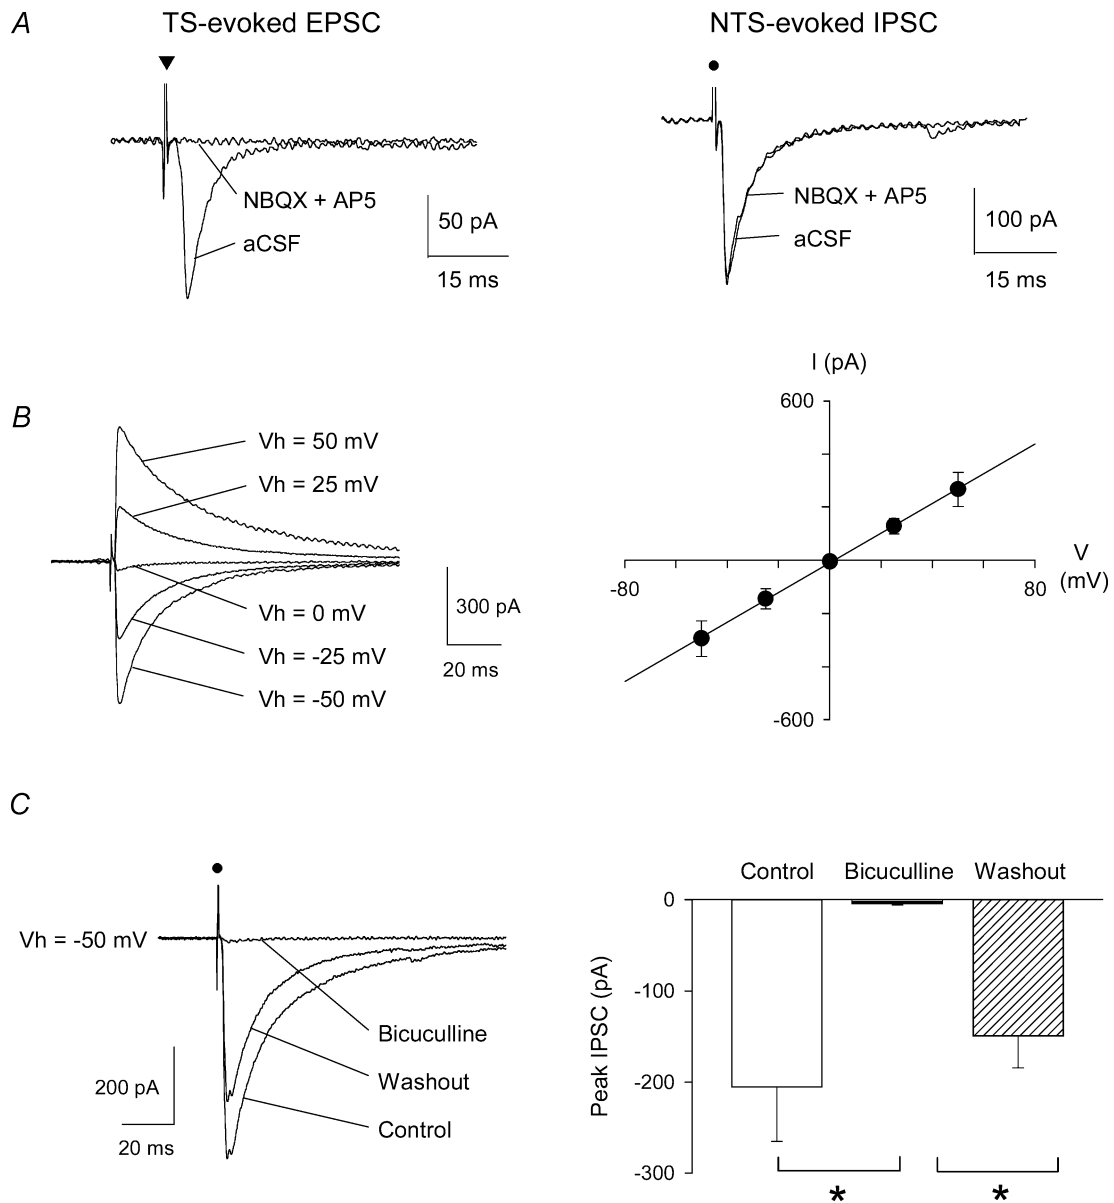 A
TS-evoked EPSC
NTS-evoked IPSC
NBQX + AP5
aCSF
50 pA
15 ms
NBQX + AP5
aCSF
100 pA
15 ms
B
Vh = 50 mV
Vh = 25 mV
Vh = 0 mV
Vh = -25 mV
Vh = -50 mV
300 pA
20 ms
I (pA)
600
V
(mV)
-80
80
-600
C
Vh = -50 mV
Bicuculline
Washout
Control
200 pA
20 ms
Control Bicuculline Washout
Peak IPSC (pA)
0
-100
-200
-300
*
*